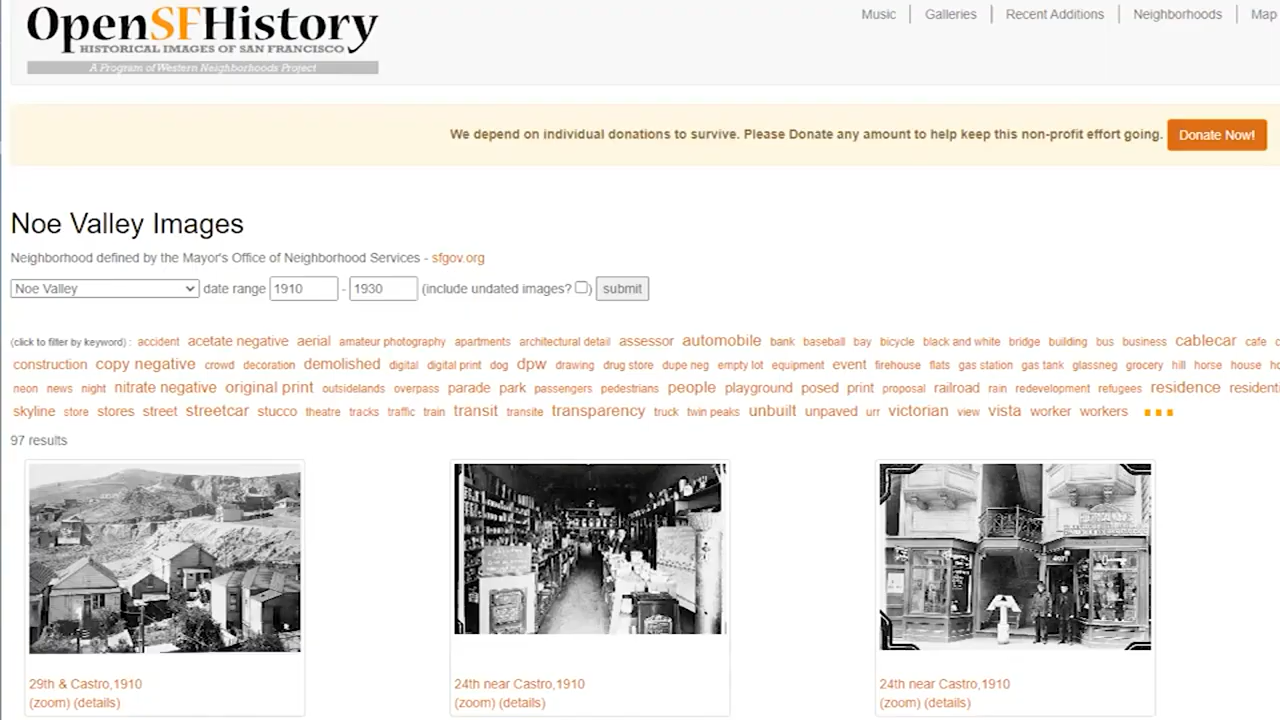 OpenSFHistory
HISTORICAL IMAGES OF SAN FRANCISCO
A Program of Western Neighborhoods Project
Music | Galleries | Recent Additions | Neighborhoods | Map
We depend on individual donations to survive. Please Donate any amount to help keep this non-profit effort going. Donate Now!
Noe Valley Images
Neighborhood defined by the Mayor's Office of Neighborhood Services - sfgov.org
Noe Valley date range 1910 - 1930 (include undated images? ) submit
(click to filter by keyword) : accident acetate negative aerial amateur photography apartments architectural detail assessor automobile bank baseball bay bicycle black and white bridge building bus business cablecar cafe
construction copy negative crowd decoration demolished digital digital print dog dpw drawing drug store dupe neg empty lot equipment event firehouse flats gas station gas tank glassneg grocery hill horse house
neon news night nitrate negative original print outsidelands overpass parade park passengers pedestrians people playground posed print proposal railroad rain redevelopment refugees residence
skyline store stores street streetcar stucco theatre tracks traffic train transit transite transparency truck twin peaks unbuilt unpaved urr victorian view vista worker workers
97 results
29th & Castro,1910
(zoom) (details)
24th near Castro,1910
(zoom) (details)
24th near Castro,1910
(zoom) (details)